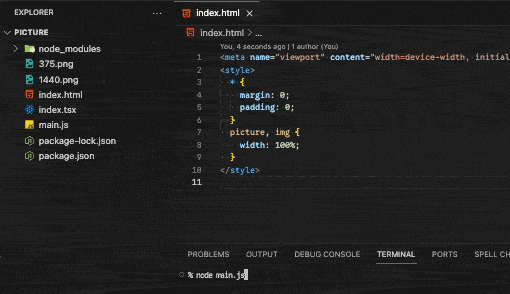 EXPLORER
...
index.html
PICTURE
index.html > ...
node_modules
You, 4 seconds ago | 1 author (You)
375.png
1 <meta name="viewport" content="width=device-width, initial
1440.png
2 <style>
index.html
3 * {
index.tsx
4 margin: 0;
main.js
5 padding: 0;
package-lock.json
6 }
package.json
7 picture, img {
8 width: 100%;
9 }
10 </style>
11
PROBLEMS OUTPUT DEBUG CONSOLE TERMINAL PORTS SPELL CH
% node main.js